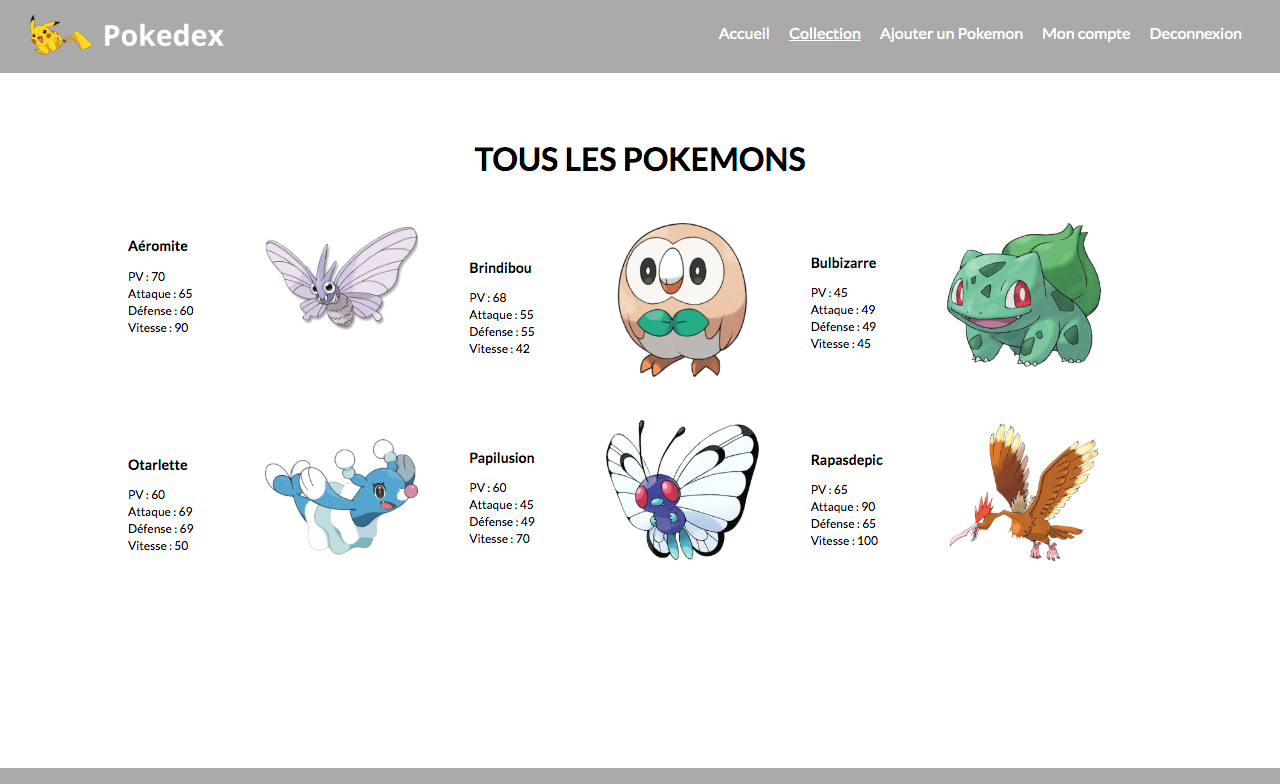 Pokedex
Accueil Collection Ajouter un Pokemon Mon compte Deconnexion
TOUS LES POKEMONS
Aéromite
PV : 70
Attaque : 65
Défense : 60
Vitesse : 90
Brindibou
PV : 68
Attaque : 55
Défense : 55
Vitesse : 42
Bulbizarre
PV : 45
Attaque : 49
Défense : 49
Vitesse : 45
Otarlette
PV : 60
Attaque : 69
Défense : 69
Vitesse : 50
Papilusion
PV : 60
Attaque : 45
Défense : 49
Vitesse : 70
Rapasdepic
PV : 65
Attaque : 90
Défense : 65
Vitesse : 100